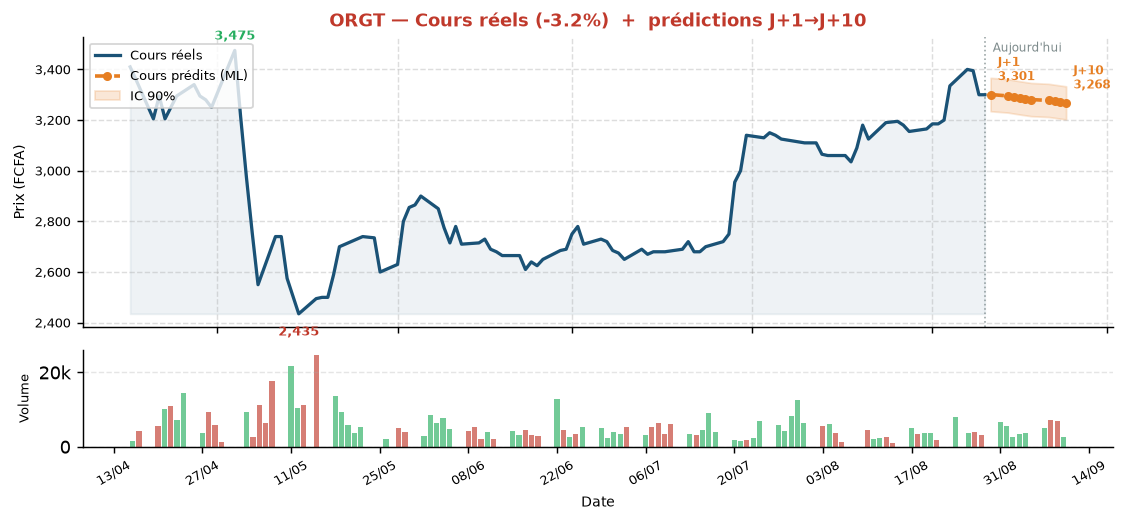 ORGT — Cours réels (-3.2%) + prédictions J+1→J+10
3,475
Cours réels
Cours prédits (ML)
IC 90%
Aujourd'hui
J+1
3,301
J+10
3,268
Prix (FCFA)
3,400
3,200
3,000
2,800
2,600
2,400
2,435
Volume
20k
0
13/04
27/04
11/05
25/05
08/06
22/06
06/07
20/07
03/08
17/08
31/08
14/09
Date